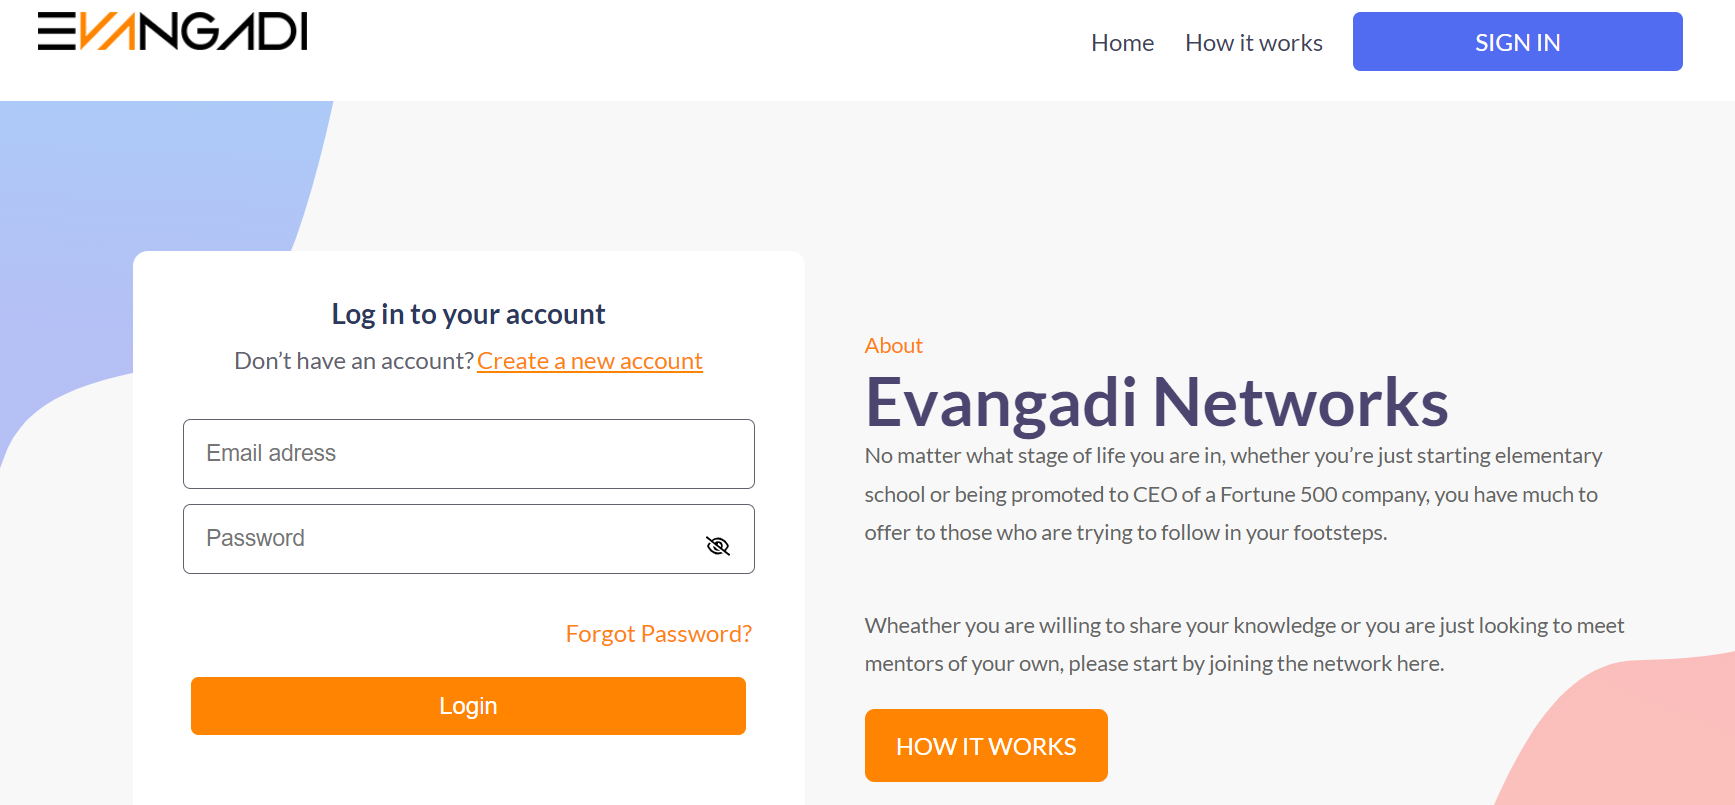 EVANGADI
Home
How it works
SIGN IN
Log in to your account
Don’t have an account? Create a new account
Email adress
Password
Forgot Password?
Login
About
Evangadi Networks
No matter what stage of life you are in, whether you’re just starting elementary
school or being promoted to CEO of a Fortune 500 company, you have much to
offer to those who are trying to follow in your footsteps.
Wheather you are willing to share your knowledge or you are just looking to meet
mentors of your own, please start by joining the network here.
HOW IT WORKS